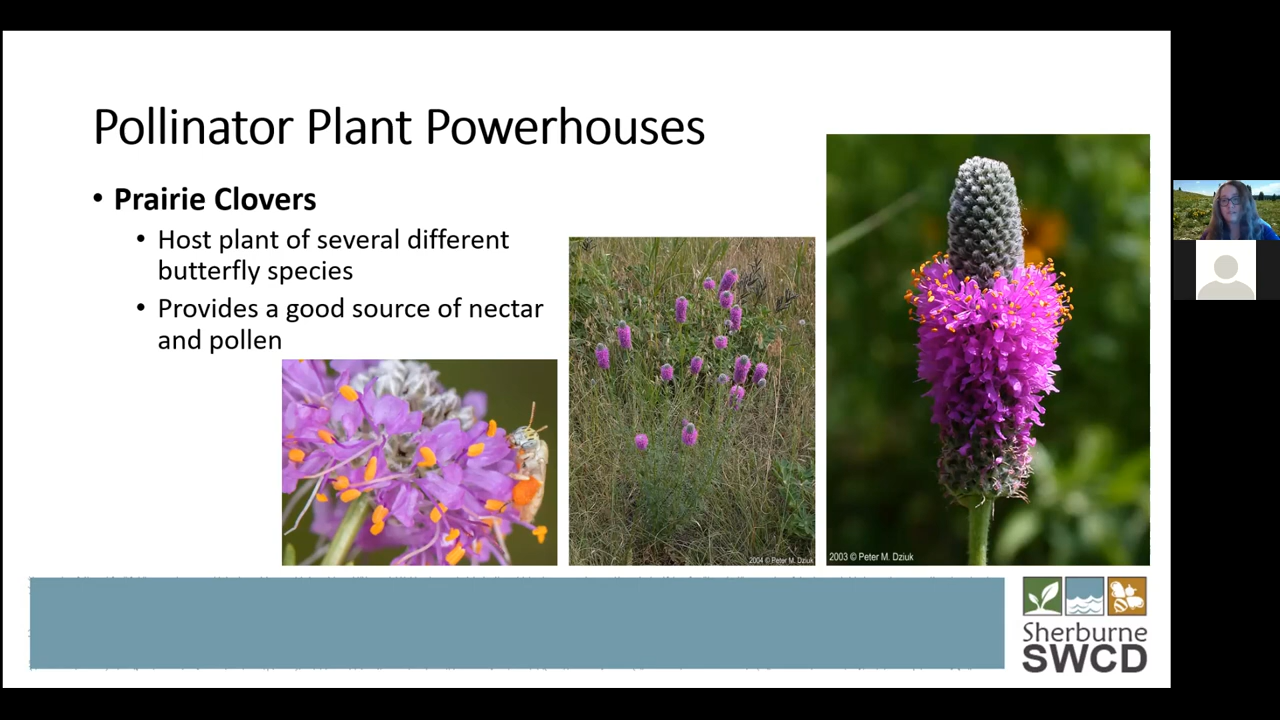 Pollinator Plant Powerhouses
• Prairie Clovers
• Host plant of several different
butterfly species
• Provides a good source of nectar
and pollen
2004 © Peter M. Dziuk
2003 © Peter M. Dziuk
Sherburne
SWCD